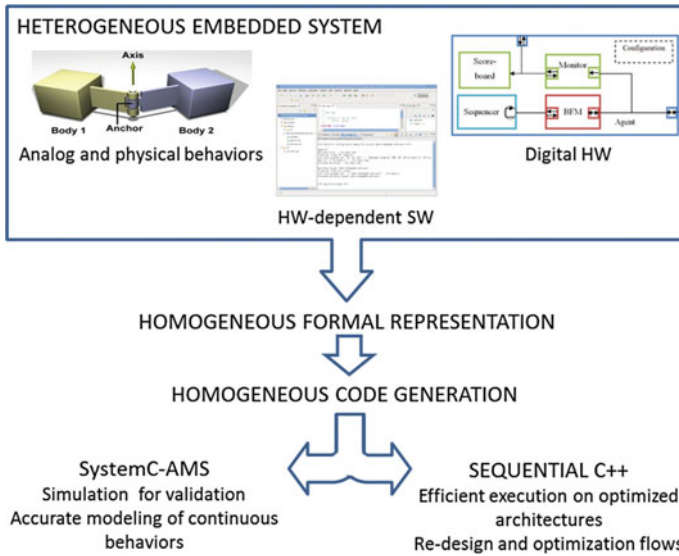 HETEROGENEOUS EMBEDDED SYSTEM
Axis
Body 1
Anchor
Body 2
Analog and physical behaviors
HW-dependent SW
Configuration
Score-
board
Monitor
Sequencer
BFM
Agent
Digital HW
HOMOGENEOUS FORMAL REPRESENTATION
HOMOGENEOUS CODE GENERATION
SystemC-AMS
Simulation for validation
Accurate modeling of continuous
behaviors
SEQUENTIAL C++
Efficient execution on optimized
architectures
Re-design and optimization flows